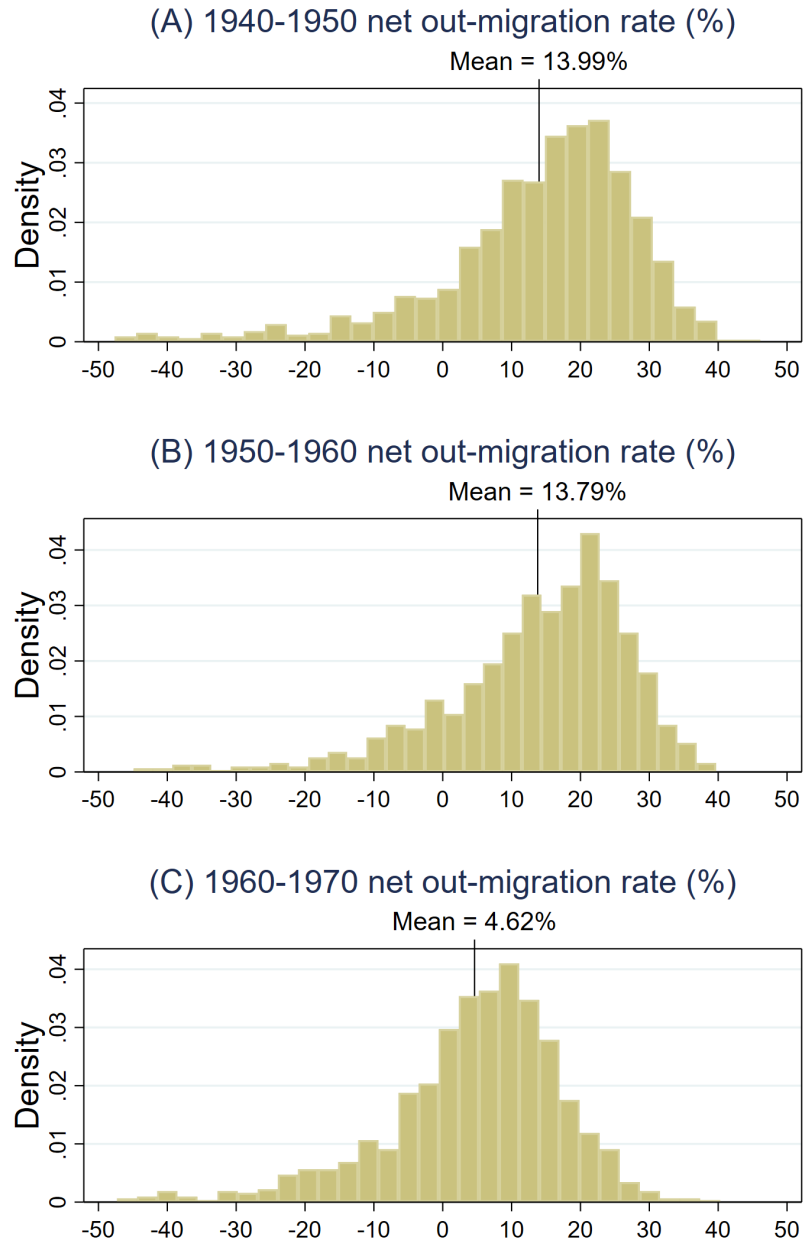 (A) 1940-1950 net out-migration rate (%)
Mean = 13.99%
Density
.04
.03
.02
.01
0
-50 -40 -30 -20 -10 0 10 20 30 40 50
(B) 1950-1960 net out-migration rate (%)
Mean = 13.79%
Density
.04
.03
.02
.01
0
-50 -40 -30 -20 -10 0 10 20 30 40 50
(C) 1960-1970 net out-migration rate (%)
Mean = 4.62%
Density
.04
.03
.02
.01
0
-50 -40 -30 -20 -10 0 10 20 30 40 50